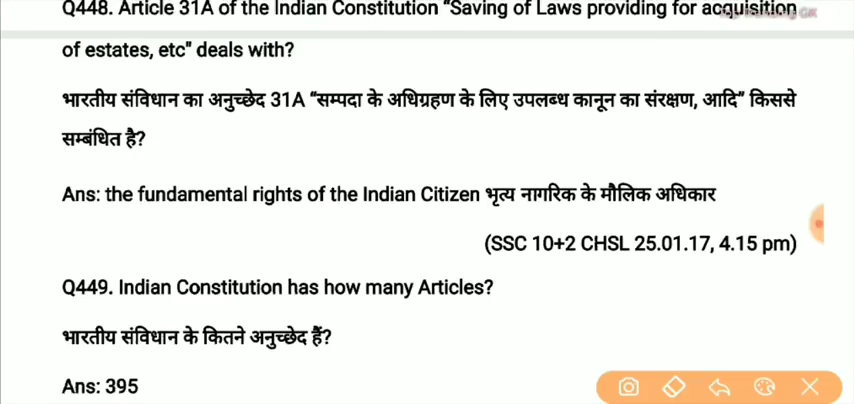 Q448. Article 31A of the Indian Constitution "Saving of Laws providing for acquisition
of estates, etc" deals with?
भारतीय संविधान का अनुच्छेद 31A "सम्पदा के अधिग्रहण के लिए उपलब्ध कानून का संरक्षण, आदि" किससे
सम्बंधित है?
Ans: the fundamental rights of the Indian Citizen भृत्य नागरिक के मौलिक अधिकार
(SSC 10+2 CHSL 25.01.17, 4.15 pm)
Q449. Indian Constitution has how many Articles?
भारतीय संविधान के कितने अनुच्छेद हैं?
Ans: 395